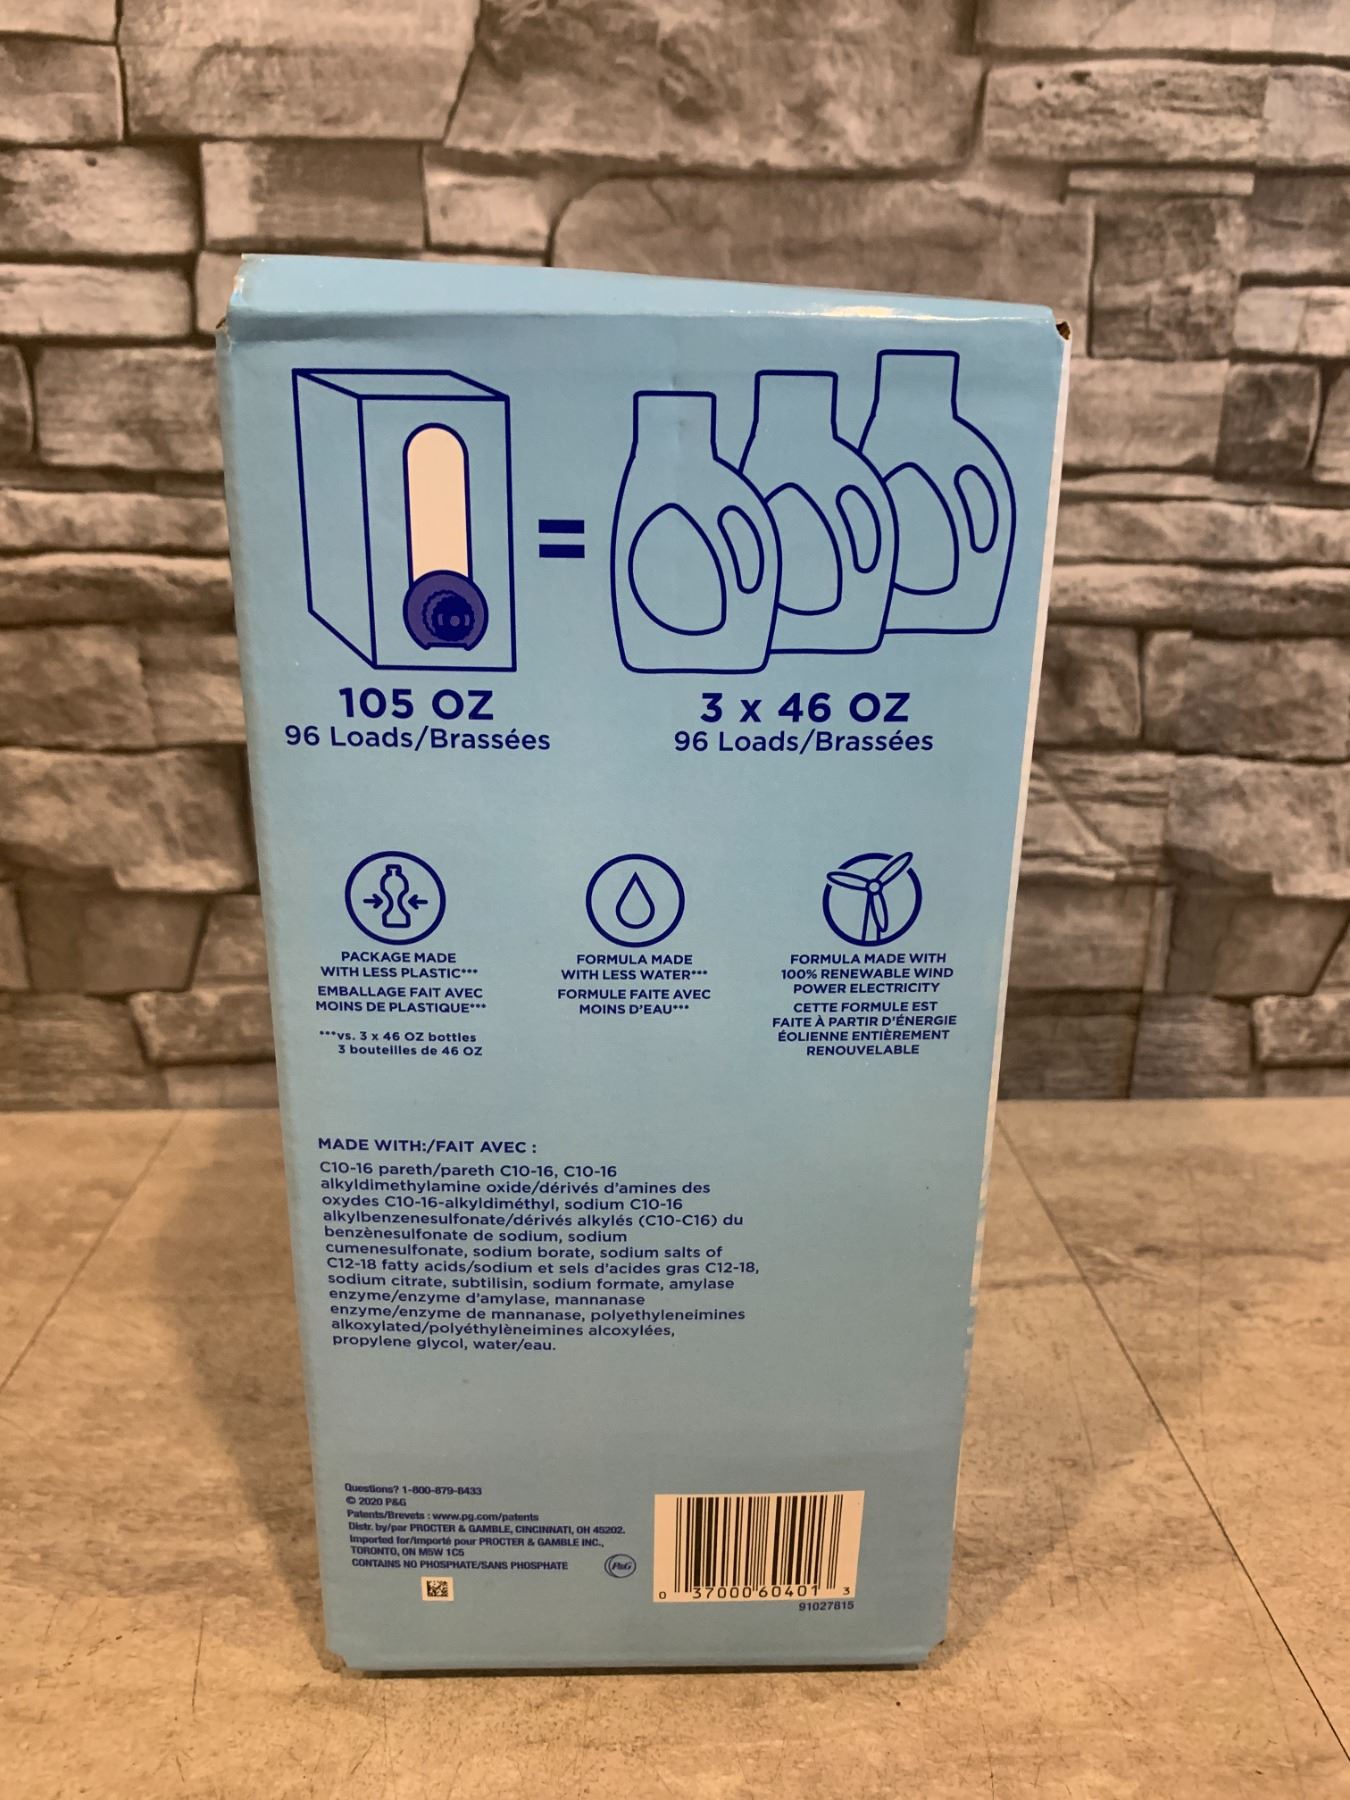 105 OZ
96 Loads/Brassées
3 x 46 OZ
96 Loads/Brassées
PACKAGE MADE
WITH LESS PLASTIC***
EMBALLAGE FAIT AVEC
MOINS DE PLASTIQUE***
***vs. 3 x 46 OZ bottles
3 bouteilles de 46 OZ
FORMULA MADE
WITH LESS WATER***
FORMULE FAITE AVEC
MOINS D'EAU***
FORMULA MADE WITH
100% RENEWABLE WIND
POWER ELECTRICITY
CETTE FORMULE EST
FAITE À PARTIR D'ÉNERGIE
ÉOLIENNE ENTIÈREMENT
RENOUVELABLE
MADE WITH:/FAIT AVEC :
C10-16 pareth/pareth C10-16, C10-16
alkyldimethylamine oxide/dérivés d'amines des
oxydes C10-16-alkyldiméthyl, sodium C10-16
alkylbenzenesulfonate/dérivés alkylés (C10-C16) du
benzènesulfonate de sodium, sodium
cumenesulfonate, sodium borate, sodium salts of
C12-18 fatty acids/sodium et sels d'acides gras C12-18,
sodium citrate, subtilisin, sodium formate, amylase
enzyme/enzyme d'amylase, mannanase
enzyme/enzyme de mannanase, polyethyleneimines
alkoxylated/polyéthylèneimines alcoxylées,
propylene glycol, water/eau.
Questions? 1-800-879-8433
© 2020 P&G
Patents/Brevets : www.pg.com/patents
Distr. by/par PROCTER & GAMBLE, CINCINNATI, OH 45202.
Imported for/Importé pour PROCTER & GAMBLE INC.,
TORONTO, ON M5W 1C5
CONTAINS NO PHOSPHATE/SANS PHOSPHATE
P&G
0 37000 60401 3
91027815